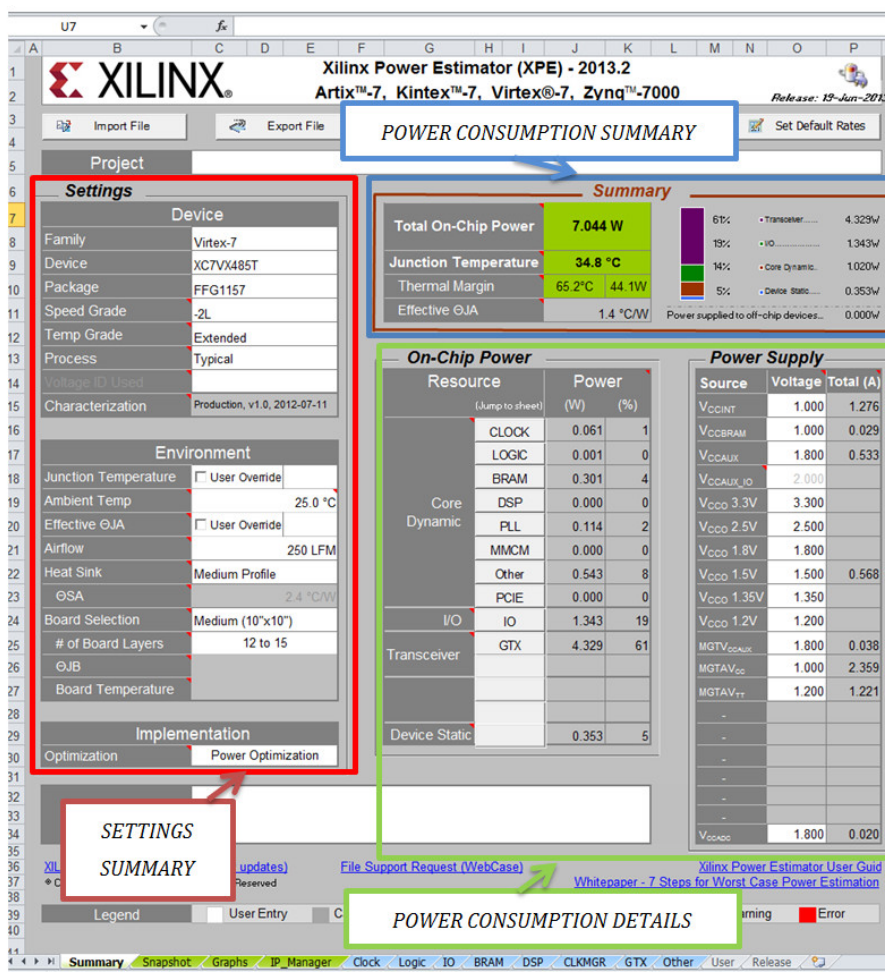 U7 fx
A B C D E F G H I J K L M N O P
XILINX®
Xilinx Power Estimator (XPE) - 2013.2
Artix™-7, Kintex™-7, Virtex®-7, Zynq™-7000
Release: 19-Jun-2013
Import File Export File Set Default Rates
POWER CONSUMPTION SUMMARY
Project
Settings
Device
Family Virtex-7
Device XC7VX485T
Package FFG1157
Speed Grade -2L
Temp Grade Extended
Process Typical
Voltage ID Used
Characterization Production, v1.0, 2012-07-11
Environment
Junction Temperature User Override
Ambient Temp 25.0 °C
Effective ΘJA User Override
Airflow 250 LFM
Heat Sink Medium Profile
ΘSA 2.4 °C/W
Board Selection Medium (10"x10")
# of Board Layers 12 to 15
ΘJB
Board Temperature
Implementation
Optimization Power Optimization
Summary
Total On-Chip Power 7.044 W
Junction Temperature 34.8 °C
Thermal Margin 65.2°C 44.1W
Effective ΘJA 1.4 °C/W
61% Transceiver...... 4.329W
19% I/O................. 1.343W
14% Core Dynamic.. 1.020W
5% Device Static..... 0.353W
Power supplied to off-chip devices... 0.000W
On-Chip Power
Resource Power
(Jump to sheet) (W) (%)
Core Dynamic
CLOCK 0.061 1
LOGIC 0.001 0
BRAM 0.301 4
DSP 0.000 0
PLL 0.114 2
MMCM 0.000 0
Other 0.543 8
PCIE 0.000 0
I/O IO 1.343 19
Transceiver GTX 4.329 61
Device Static 0.353 5
Power Supply
Source Voltage Total (A)
VCCINT 1.000 1.276
VCCBRAM 1.000 0.029
VCCAUX 1.800 0.533
VCCAUX_IO 2.000
VCCO 3.3V 3.300
VCCO 2.5V 2.500
VCCO 1.8V 1.800
VCCO 1.5V 1.500 0.568
VCCO 1.35V 1.350
VCCO 1.2V 1.200
MGTVCCAUX 1.800 0.038
MGTAVCC 1.000 2.359
MGTAVTT 1.200 1.221
-
-
-
-
-
-
VCCADC 1.800 0.020
SETTINGS
SUMMARY
updates)
File Support Request (WebCase)
Xilinx Power Estimator User Guid
Reserved
Whitepaper - 7 Steps for Worst Case Power Estimation
Legend User Entry Error
POWER CONSUMPTION DETAILS
Summary Snapshot Graphs IP_Manager Clock Logic IO BRAM DSP CLKMGR GTX Other User Release